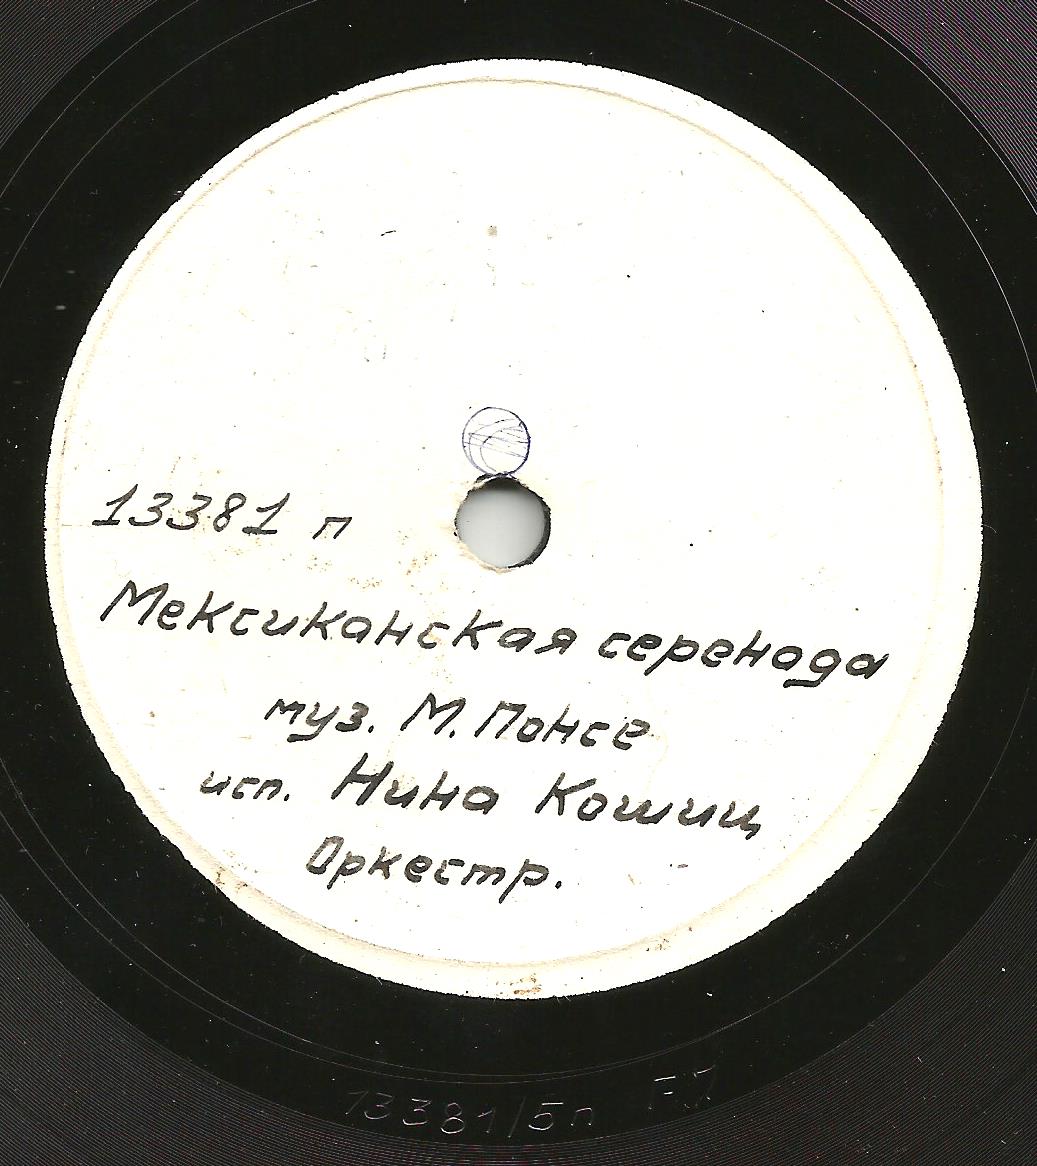 13381 п
Мексиканская серенада
муз. М. Понсе
исп. Нина Кошиц
Оркестр.
13381/5п